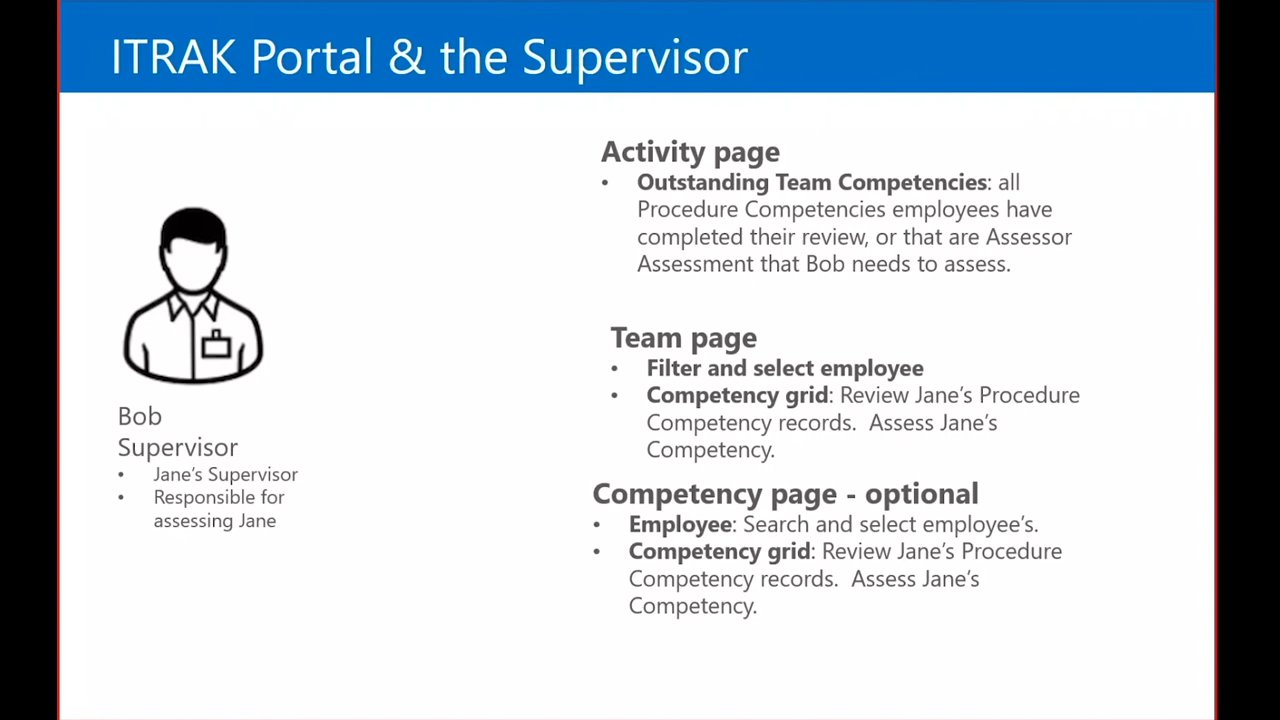 ITRAK Portal & the Supervisor
Bob
Supervisor
• Jane's Supervisor
• Responsible for
assessing Jane
Activity page
• Outstanding Team Competencies: all
Procedure Competencies employees have
completed their review, or that are Assessor
Assessment that Bob needs to assess.
Team page
• Filter and select employee
• Competency grid: Review Jane's Procedure
Competency records.  Assess Jane's
Competency.
Competency page - optional
• Employee: Search and select employee's.
• Competency grid: Review Jane's Procedure
Competency records.  Assess Jane's
Competency.